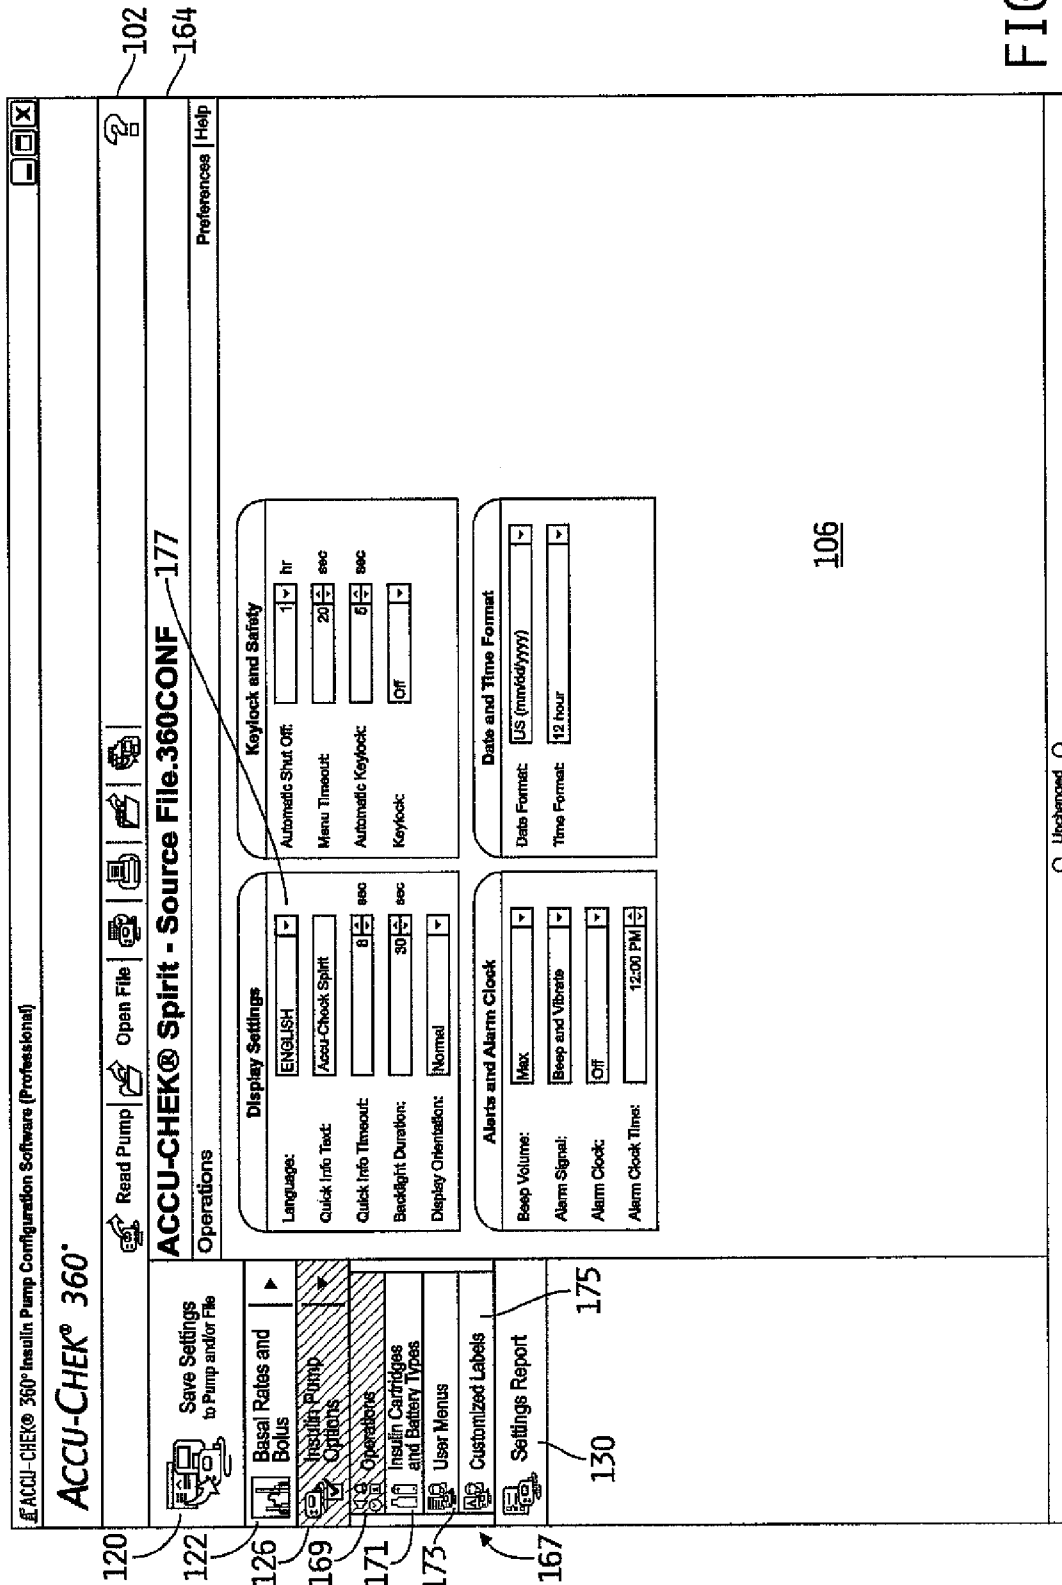 ACCU-CHEK® 360° Insulin Pump Configuration Software (Professional)
ACCU-CHEK® 360°
Read Pump
Open File
102
120
Save Settings
to Pump and/or File
ACCU-CHEK® Spirit - Source File.360CONF
164
Operations
Preferences | Help
122
Basal Rates and
Bolus
126
Insulin Pump
Options
169
Operations
171
Insulin Cartridges
and Battery Types
173
User Menus
Customized Labels
175
167
Settings Report
130
177
Display Settings
Language:
ENGLISH
Quick Info Text:
Accu-Check Spirit
Quick Info Timeout:
8
sec
Backlight Duration:
30
sec
Display Orientation:
Normal
Keylock and Safety
Automatic Shut Off:
1
hr
Menu Timeout:
20
sec
Automatic Keylock:
5
sec
Keylock:
Off
Alerts and Alarm Clock
Beep Volume:
Max
Alarm Signal:
Beep and Vibrate
Alarm Clock:
Off
Alarm Clock Time:
12:00 PM
Date and Time Format
Date Format:
US (mm/dd/yyyy)
Time Format:
12 hour
106
Unchanged